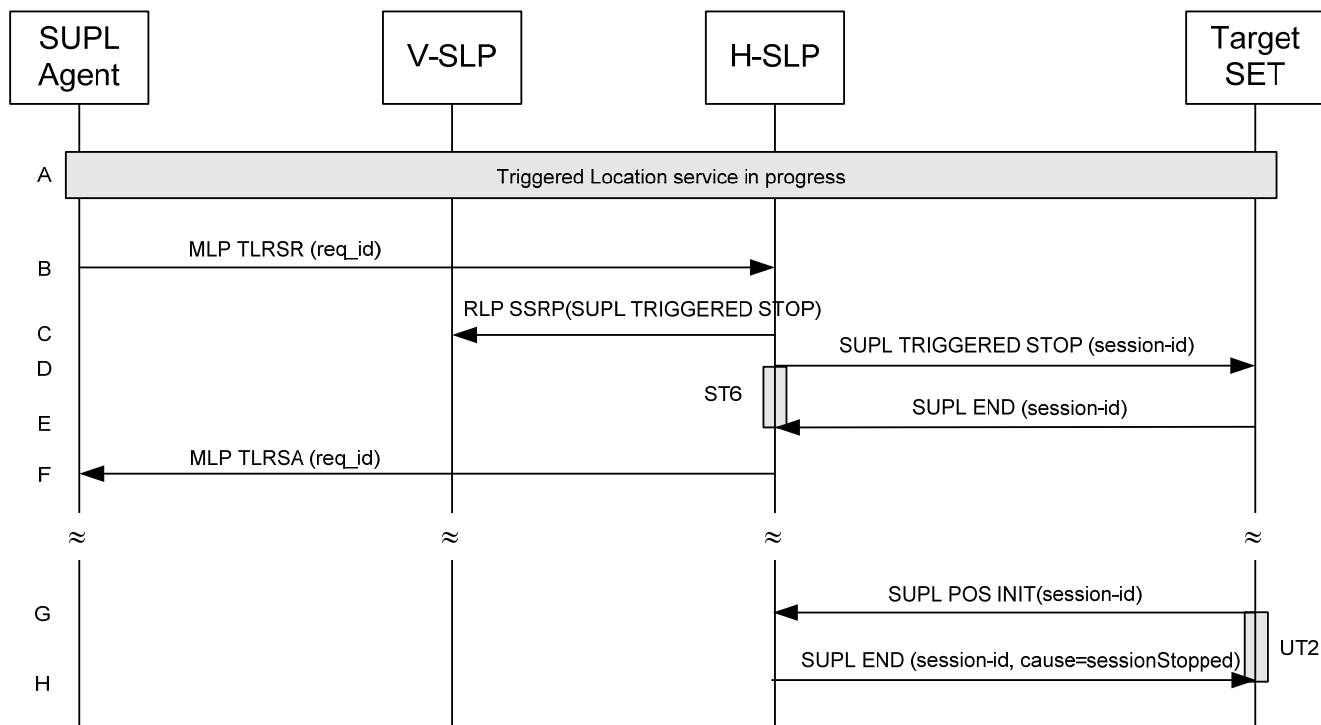 SUPL
Agent
V-SLP
H-SLP
Target
SET
A
Triggered Location service in progress
B
MLP TLRSR (req_id)
C
RLP SSRP(SUPL TRIGGERED STOP)
D
SUPL TRIGGERED STOP (session-id)
ST6
E
SUPL END (session-id)
F
MLP TLRSA (req_id)
≈ ≈ ≈ ≈
G
SUPL POS INIT(session-id)
UT2
H
SUPL END (session-id, cause=sessionStopped)